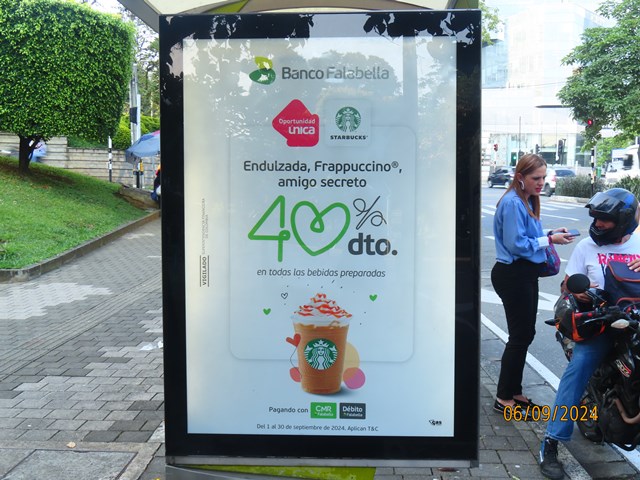 Banco Falabella
Oportunidad
única
STARBUCKS
Endulzada, Frappuccino®,
amigo secreto
40% dto.
en todas las bebidas preparadas
Pagando con CMR Falabella Débito Falabella
Del 1 al 30 de septiembre de 2024. Aplican T&C
VIGILADO
06/09/2024